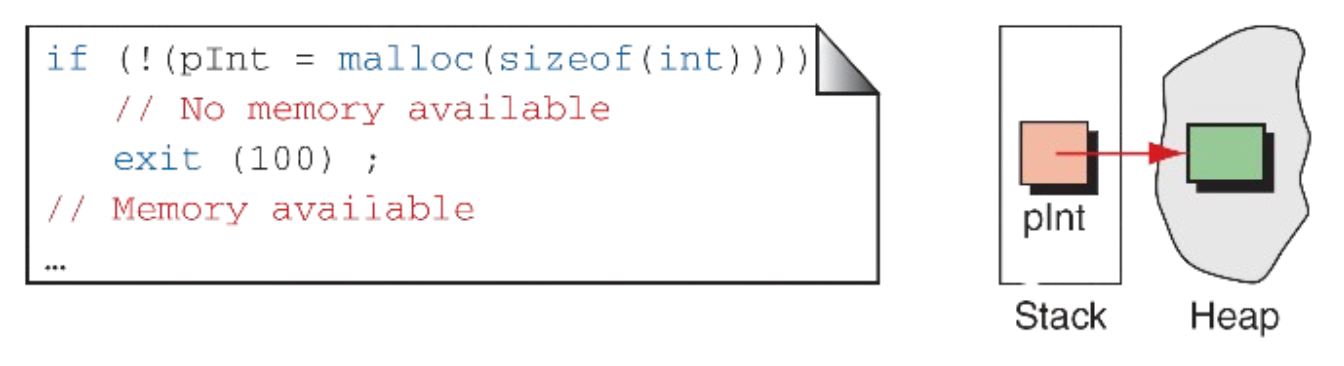 if (!(pInt = malloc(sizeof(int))))
// No memory available
exit (100) ;
// Memory available
…
pInt
Stack
Heap